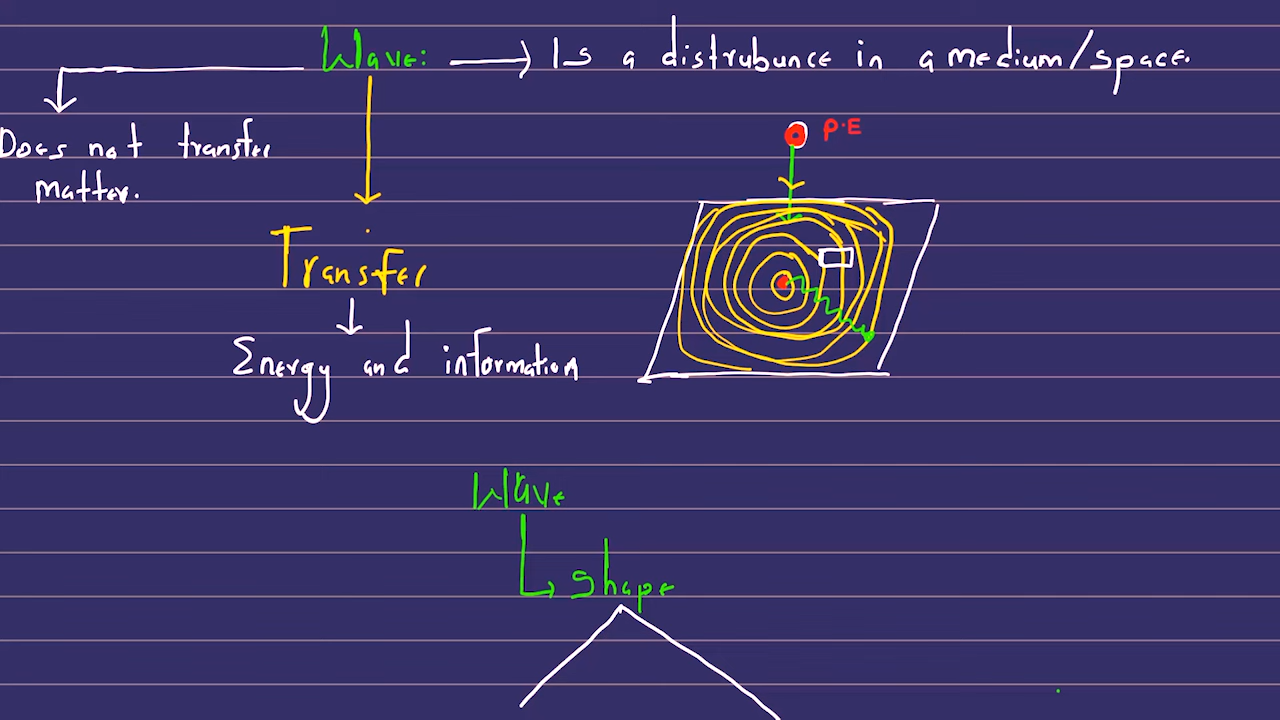 Wave: → Is a distrubunce in a medium/space.
P.E
Does not transfer
matter.
Transfer
Energy and information
Wave
shape